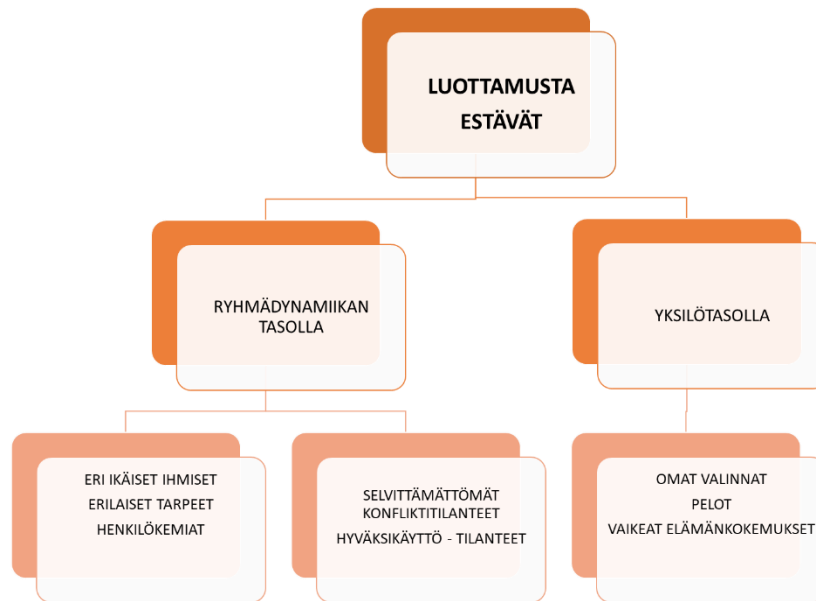 LUOTTAMUSTA
ESTÄVÄT
RYHMÄDYNAMIIKAN
TASOLLA
YKSILÖTASOLLA
ERI IKÄISET IHMISET
ERILAISET TARPEET
HENKILÖKEMIAT
SELVITTÄMÄTTÖMÄT
KONFLIKTITILANTEET
HYVÄKSIKÄYTTÖ - TILANTEET
OMAT VALINNAT
PELOT
VAIKEAT ELÄMÄNKOKEMUKSET